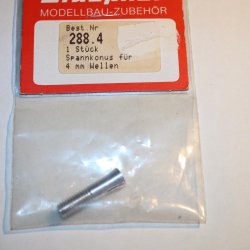 MODELLBAU-ZUBEHÖR
Best.Nr
288.4
1 Stück
Spannkonus für
4 mm Wellen